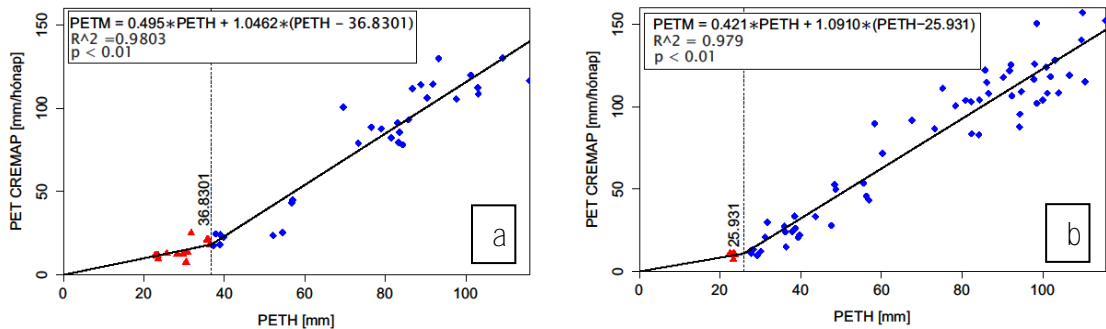 PETM = 0.495*PETH + 1.0462*(PETH - 36.8301)
R^2 =0.9803
p < 0.01
PET CREMAP [mm/hónap]
150
100
50
0
36.8301
a
0
20
40
60
80
100
PETH [mm]
PETM = 0.421*PETH + 1.0910*(PETH-25.931)
R^2 = 0.979
p < 0.01
PET CREMAP [mm/hónap]
150
100
50
0
25.931
b
0
20
40
60
80
100
PETH [mm]